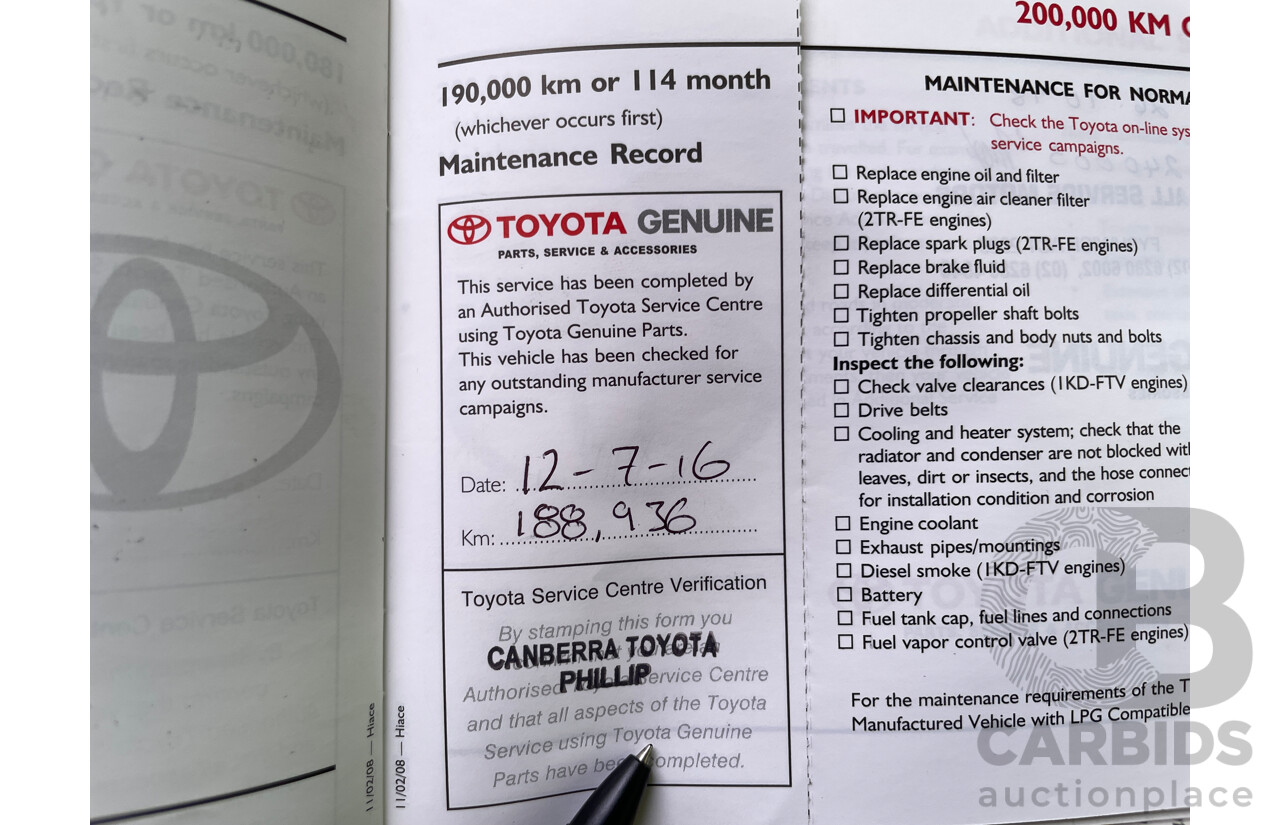 190,000 km or 114 month
(whichever occurs first)
Maintenance Record
TOYOTA GENUINE
PARTS, SERVICE & ACCESSORIES
This service has been completed by
an Authorised Toyota Service Centre
using Toyota Genuine Parts.
This vehicle has been checked for
any outstanding manufacturer service
campaigns.
Date: 12-7-16
Km: 188,936
Toyota Service Centre Verification
By stamping this form you
CANBERRA TOYOTA
PHILLIP
Authorised Service Centre
and that all aspects of the Toyota
Service using Toyota Genuine
Parts have been completed.
11/02/08 — Hiace
11/02/08 — Hiace
200,000 KM
MAINTENANCE FOR NORMA
IMPORTANT: Check the Toyota on-line sys
service campaigns.
Replace engine oil and filter
Replace engine air cleaner filter
(2TR-FE engines)
Replace spark plugs (2TR-FE engines)
Replace brake fluid
Replace differential oil
Tighten propeller shaft bolts
Tighten chassis and body nuts and bolts
Inspect the following:
Check valve clearances (1KD-FTV engines)
Drive belts
Cooling and heater system; check that the
radiator and condenser are not blocked with
leaves, dirt or insects, and the hose connect
for installation condition and corrosion
Engine coolant
Exhaust pipes/mountings
Diesel smoke (1KD-FTV engines)
Battery
Fuel tank cap, fuel lines and connections
Fuel vapor control valve (2TR-FE engines)
For the maintenance requirements of the T
Manufactured Vehicle with LPG Compatible
CARBIDS
auctionplace